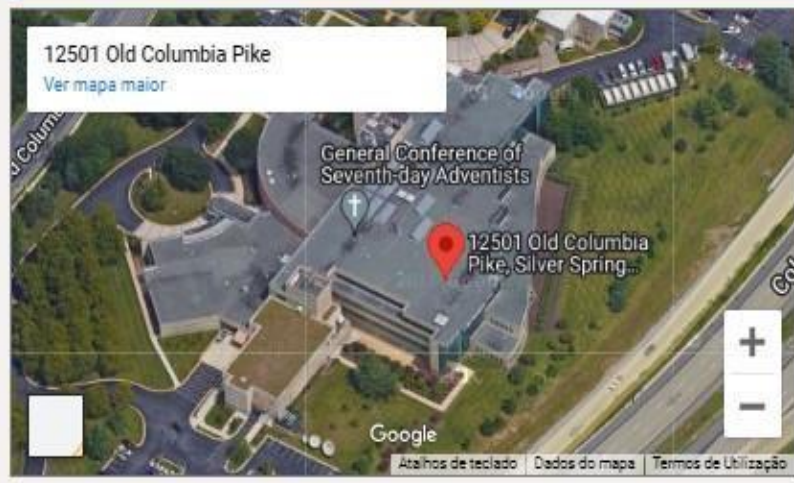 12501 Old Columbia Pike
Ver mapa maior
General Conference of
Seventh-day Adventists
12501 Old Columbia
Pike, Silver Spring...
+
−
Google
Atalhos de teclado
Dados do mapa
Termos de Utilização